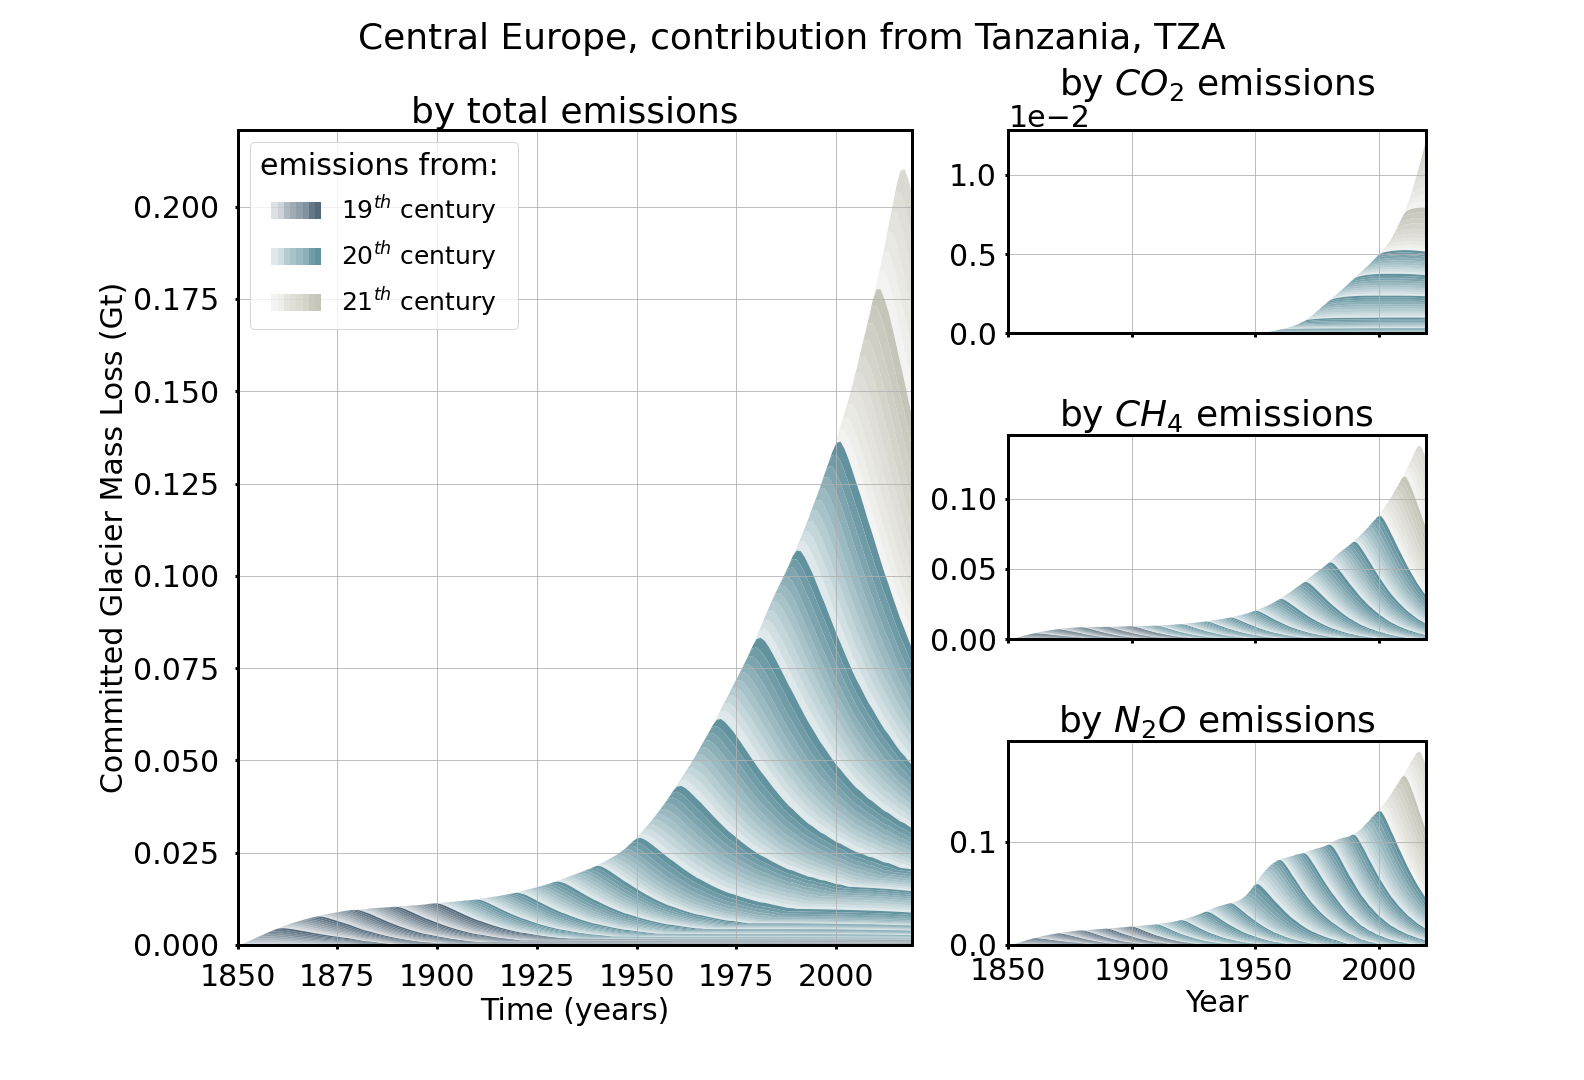 Central Europe, contribution from Tanzania, TZA
by total emissions
emissions from:
19th century
20th century
21th century
Committed Glacier Mass Loss (Gt)
0.200
0.175
0.150
0.125
0.100
0.075
0.050
0.025
0.000
1850 1875 1900 1925 1950 1975 2000
Time (years)
by CO2 emissions
1e−2
1.0
0.5
0.0
by CH4 emissions
0.10
0.05
0.00
by N2O emissions
0.1
0.0
1850 1900 1950 2000
Year